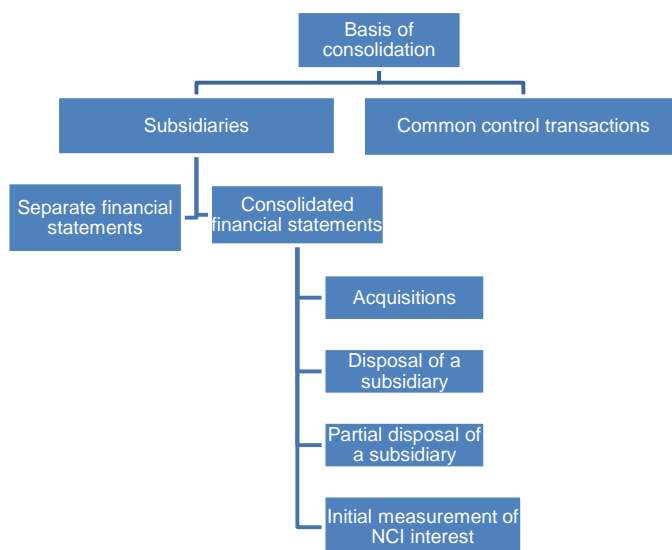 Basis of
consolidation
Subsidiaries
Common control transactions
Separate financial
statements
Consolidated
financial statements
Acquisitions
Disposal of a
subsidiary
Partial disposal of
a subsidiary
Initial measurement of
NCI interest